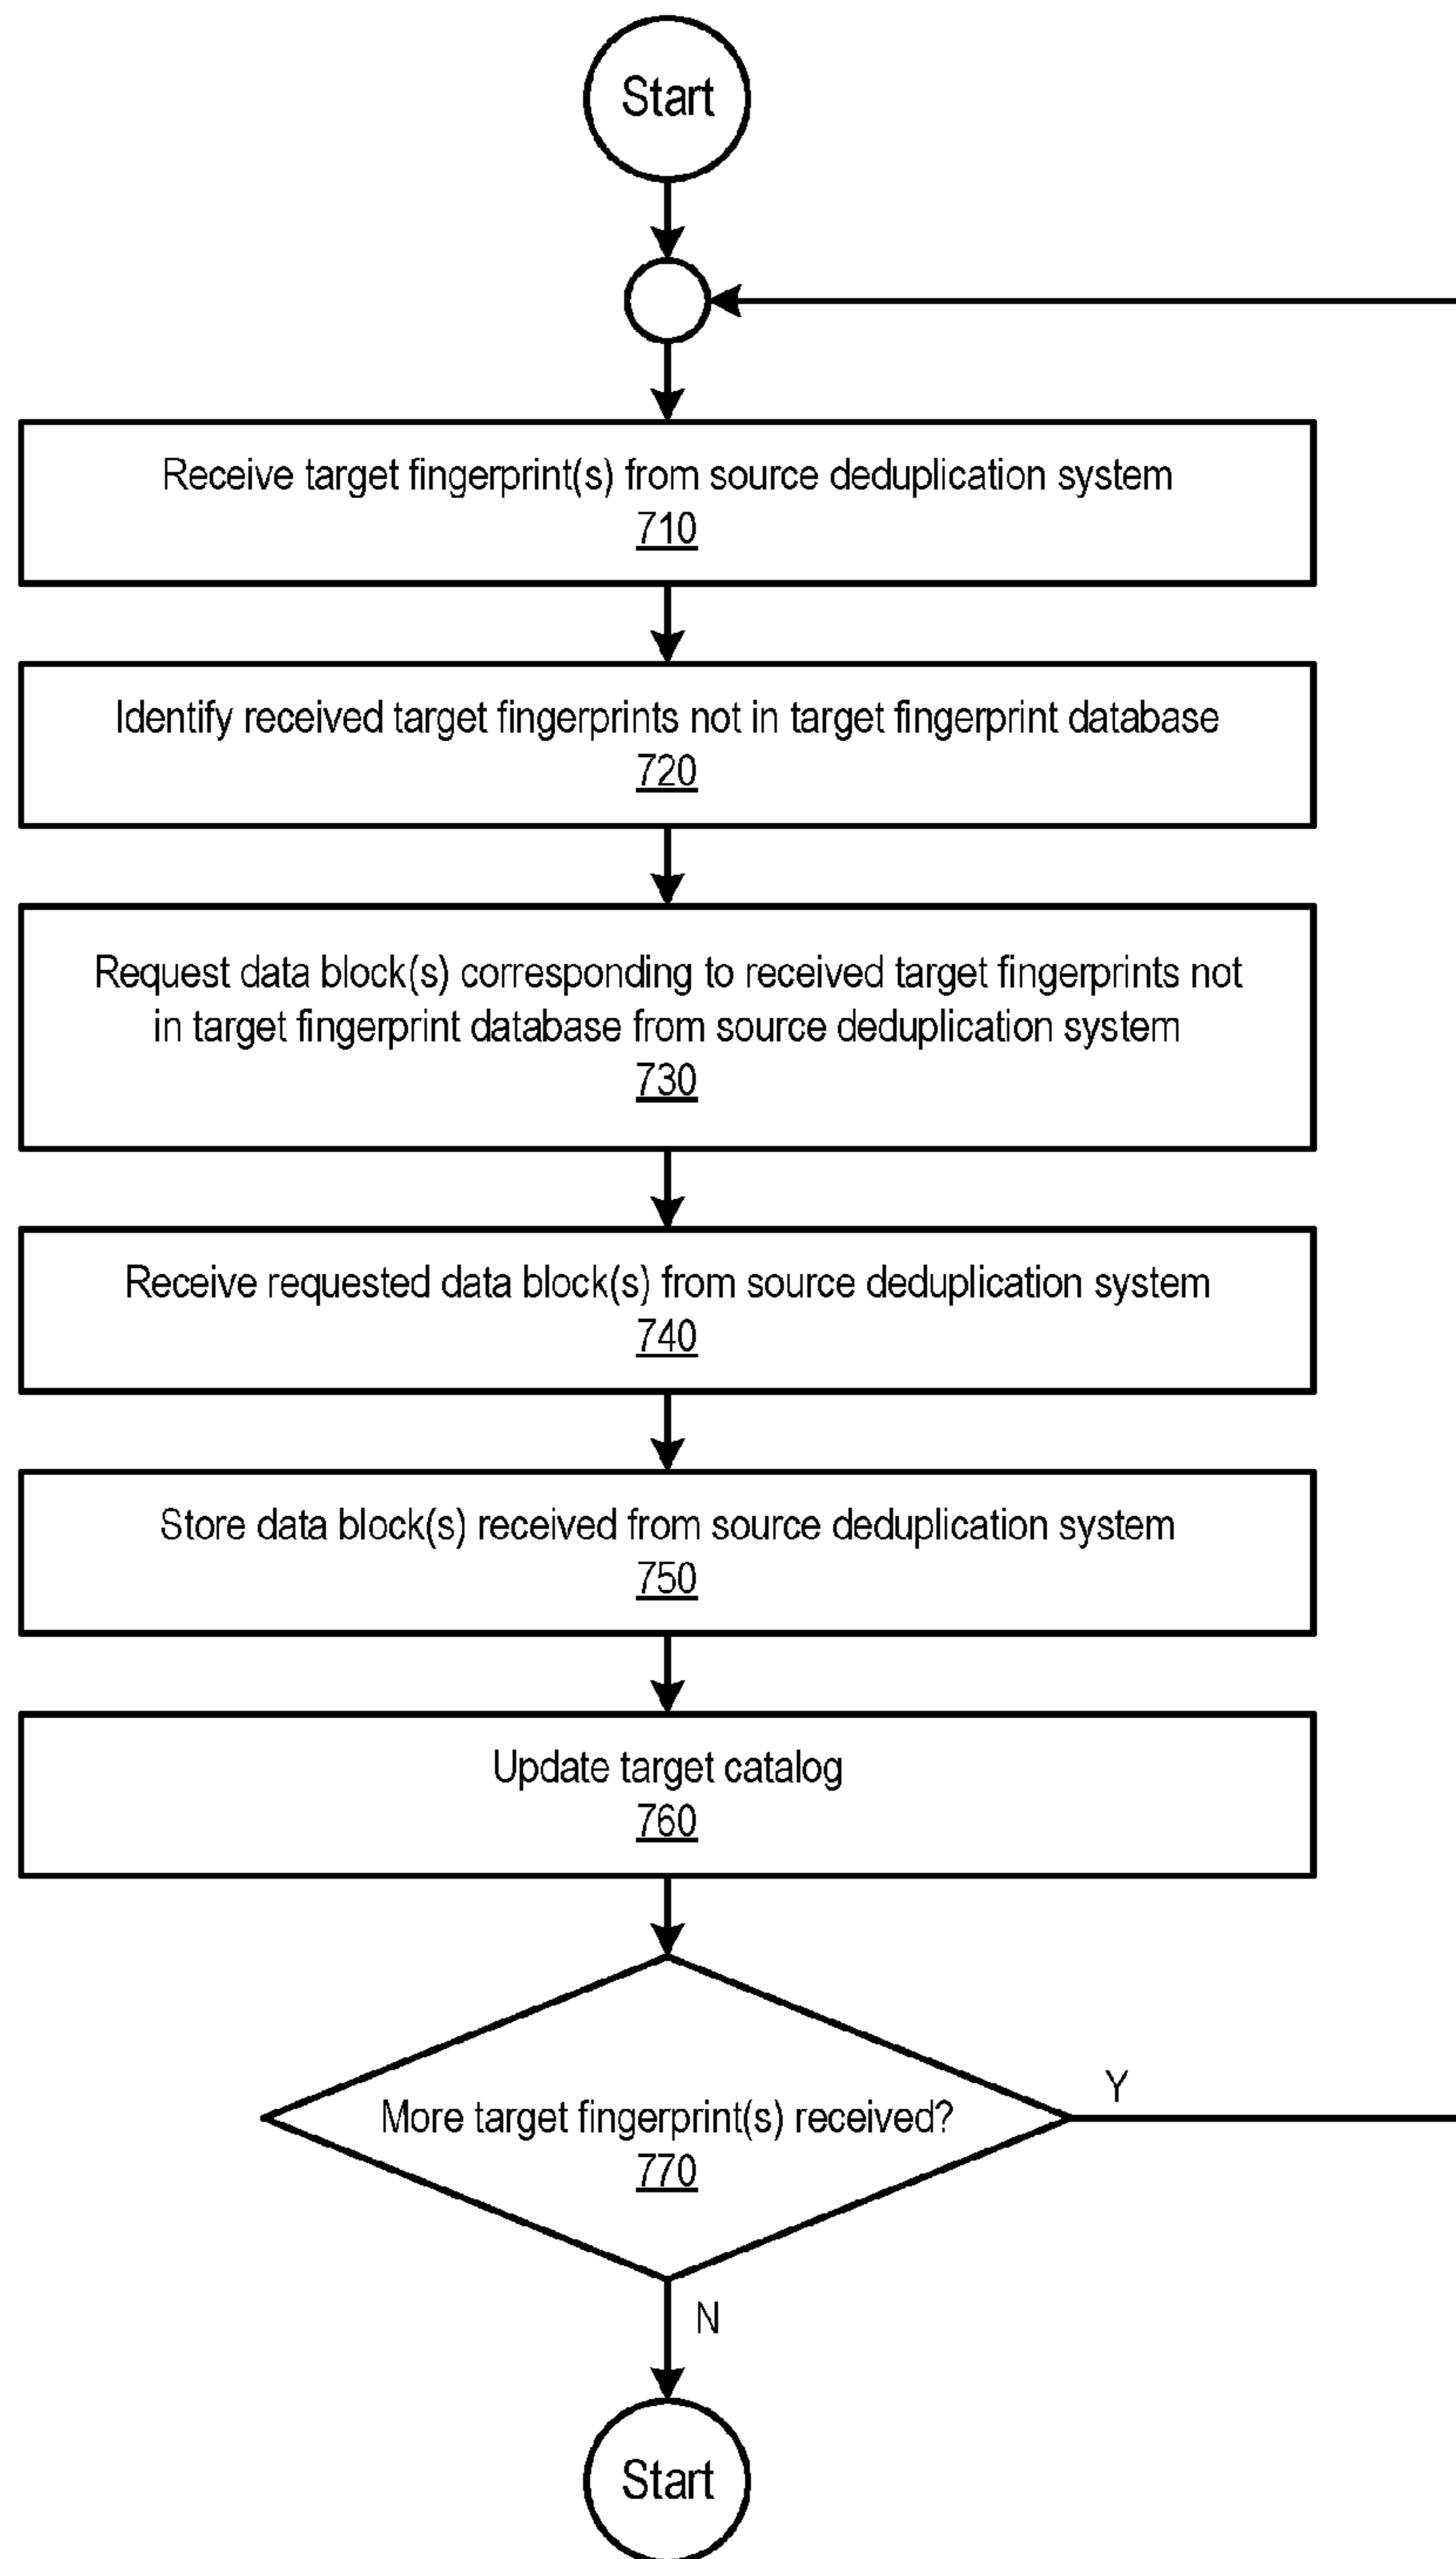 Start
Receive target fingerprint(s) from source deduplication system
710
Identify received target fingerprints not in target fingerprint database
720
Request data block(s) corresponding to received target fingerprints not
in target fingerprint database from source deduplication system
730
Receive requested data block(s) from source deduplication system
740
Store data block(s) received from source deduplication system
750
Update target catalog
760
Y
More target fingerprint(s) received?
770
N
Start